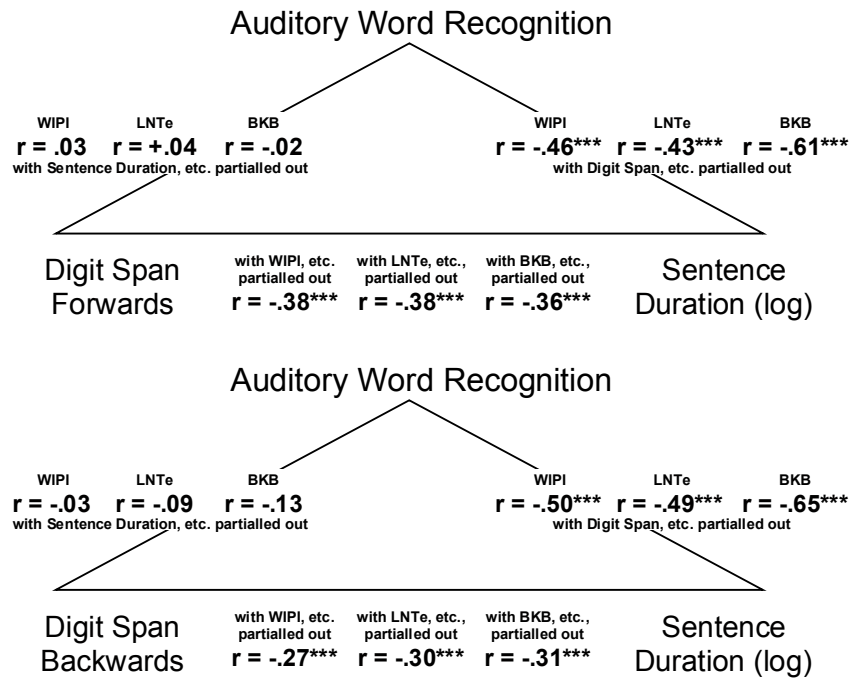 Auditory Word Recognition
WIPI LNTe BKB WIPI LNTe BKB
r = .03 r = +.04 r = -.02 r = -.46*** r = -.43*** r = -.61***
with Sentence Duration, etc. partialled out with Digit Span, etc. partialled out
Digit Span
Forwards
with WIPI, etc.
partialled out
r = -.38***
with LNTe, etc.,
partialled out
r = -.38***
with BKB, etc.,
partialled out
r = -.36***
Sentence
Duration (log)
Auditory Word Recognition
WIPI LNTe BKB WIPI LNTe BKB
r = -.03 r = -.09 r = -.13 r = -.50*** r = -.49*** r = -.65***
with Sentence Duration, etc. partialled out with Digit Span, etc. partialled out
Digit Span
Backwards
with WIPI, etc.
partialled out
r = -.27***
with LNTe, etc.,
partialled out
r = -.30***
with BKB, etc.,
partialled out
r = -.31***
Sentence
Duration (log)